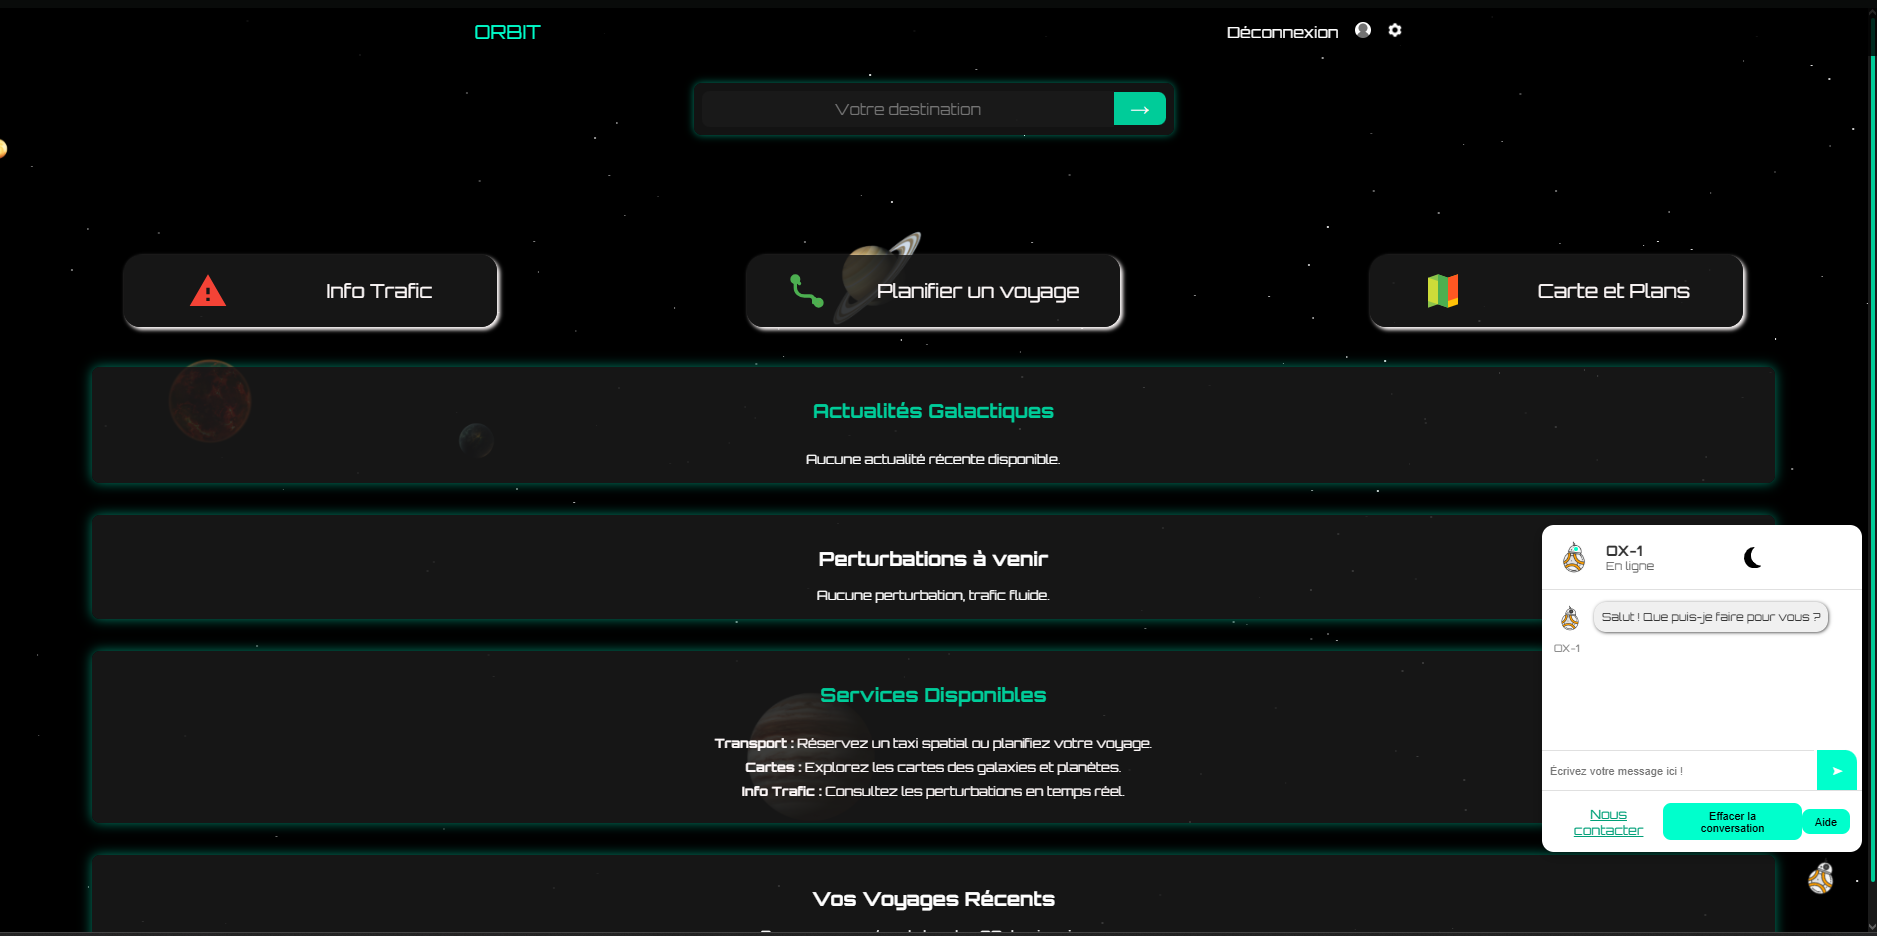 ORBIT
Déconnexion
Votre destination
Info Trafic
Planifier un voyage
Carte et Plans
Actualités Galactiques
Aucune actualité récente disponible.
Perturbations à venir
Aucune perturbation, trafic fluide.
Services Disponibles
Transport : Réservez un taxi spatial ou planifiez votre voyage.
Cartes : Explorez les cartes des galaxies et planètes.
Info Trafic : Consultez les perturbations en temps réel.
Vos Voyages Récents
OX-1
En ligne
Salut ! Que puis-je faire pour vous ?
OX-1
Écrivez votre message ici !
Nous
contacter
Effacer la
conversation
Aide